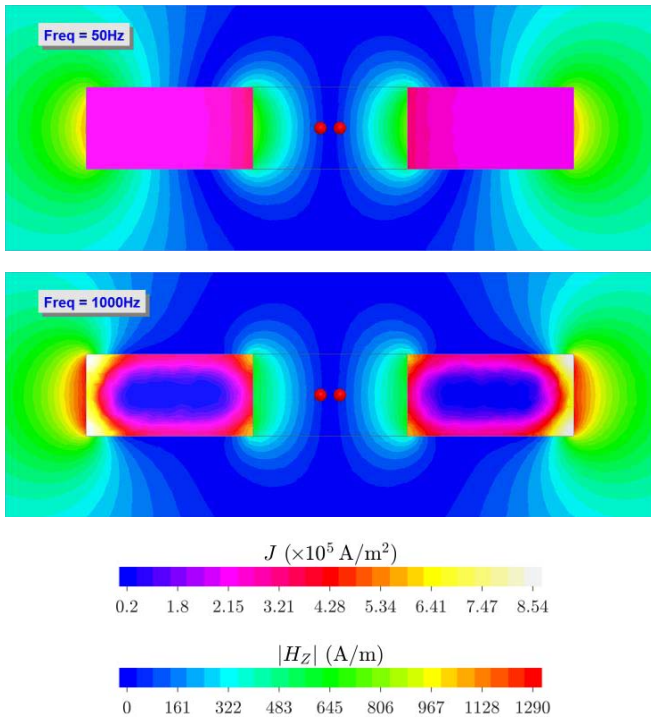 Freq = 50Hz
Freq = 1000Hz
J (×10⁵ A/m²)
0.2 1.8 2.15 3.21 4.28 5.34 6.41 7.47 8.54
|H_Z| (A/m)
0 161 322 483 645 806 967 1128 1290